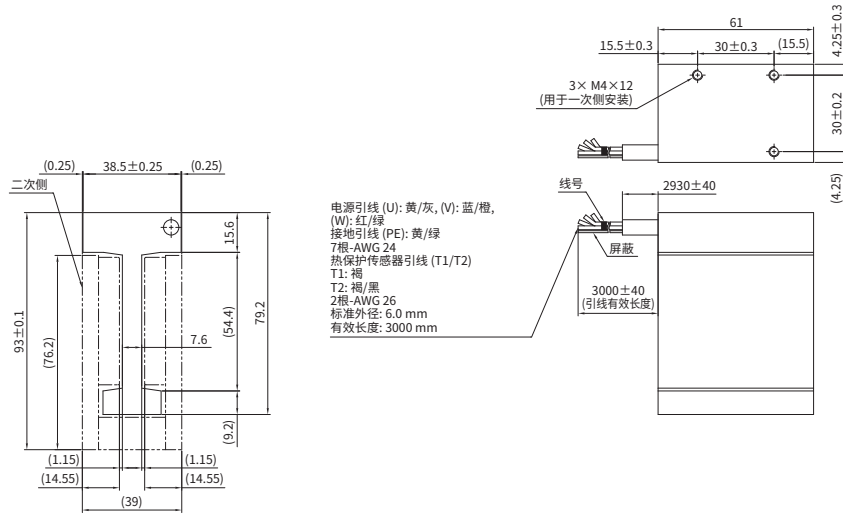 61
15.5±0.3
30±0.3
(15.5)
4.25±0.3
3× M4×12
(用于一次侧安装)
30±0.2
(4.25)
(0.25)
38.5±0.25
(0.25)
二次侧
15.6
93±0.1
(76.2)
(54.4)
79.2
7.6
(9.2)
(1.15)
(1.15)
(14.55)
(14.55)
(39)
电源引线 (U): 黄/灰, (V): 蓝/橙,
(W): 红/绿
接地引线 (PE): 黄/绿
7根-AWG 24
热保护传感器引线 (T1/T2)
T1: 褐
T2: 褐/黑
2根-AWG 26
标准外径: 6.0 mm
有效长度: 3000 mm
线号
2930±40
屏蔽
3000±40
(引线有效长度)